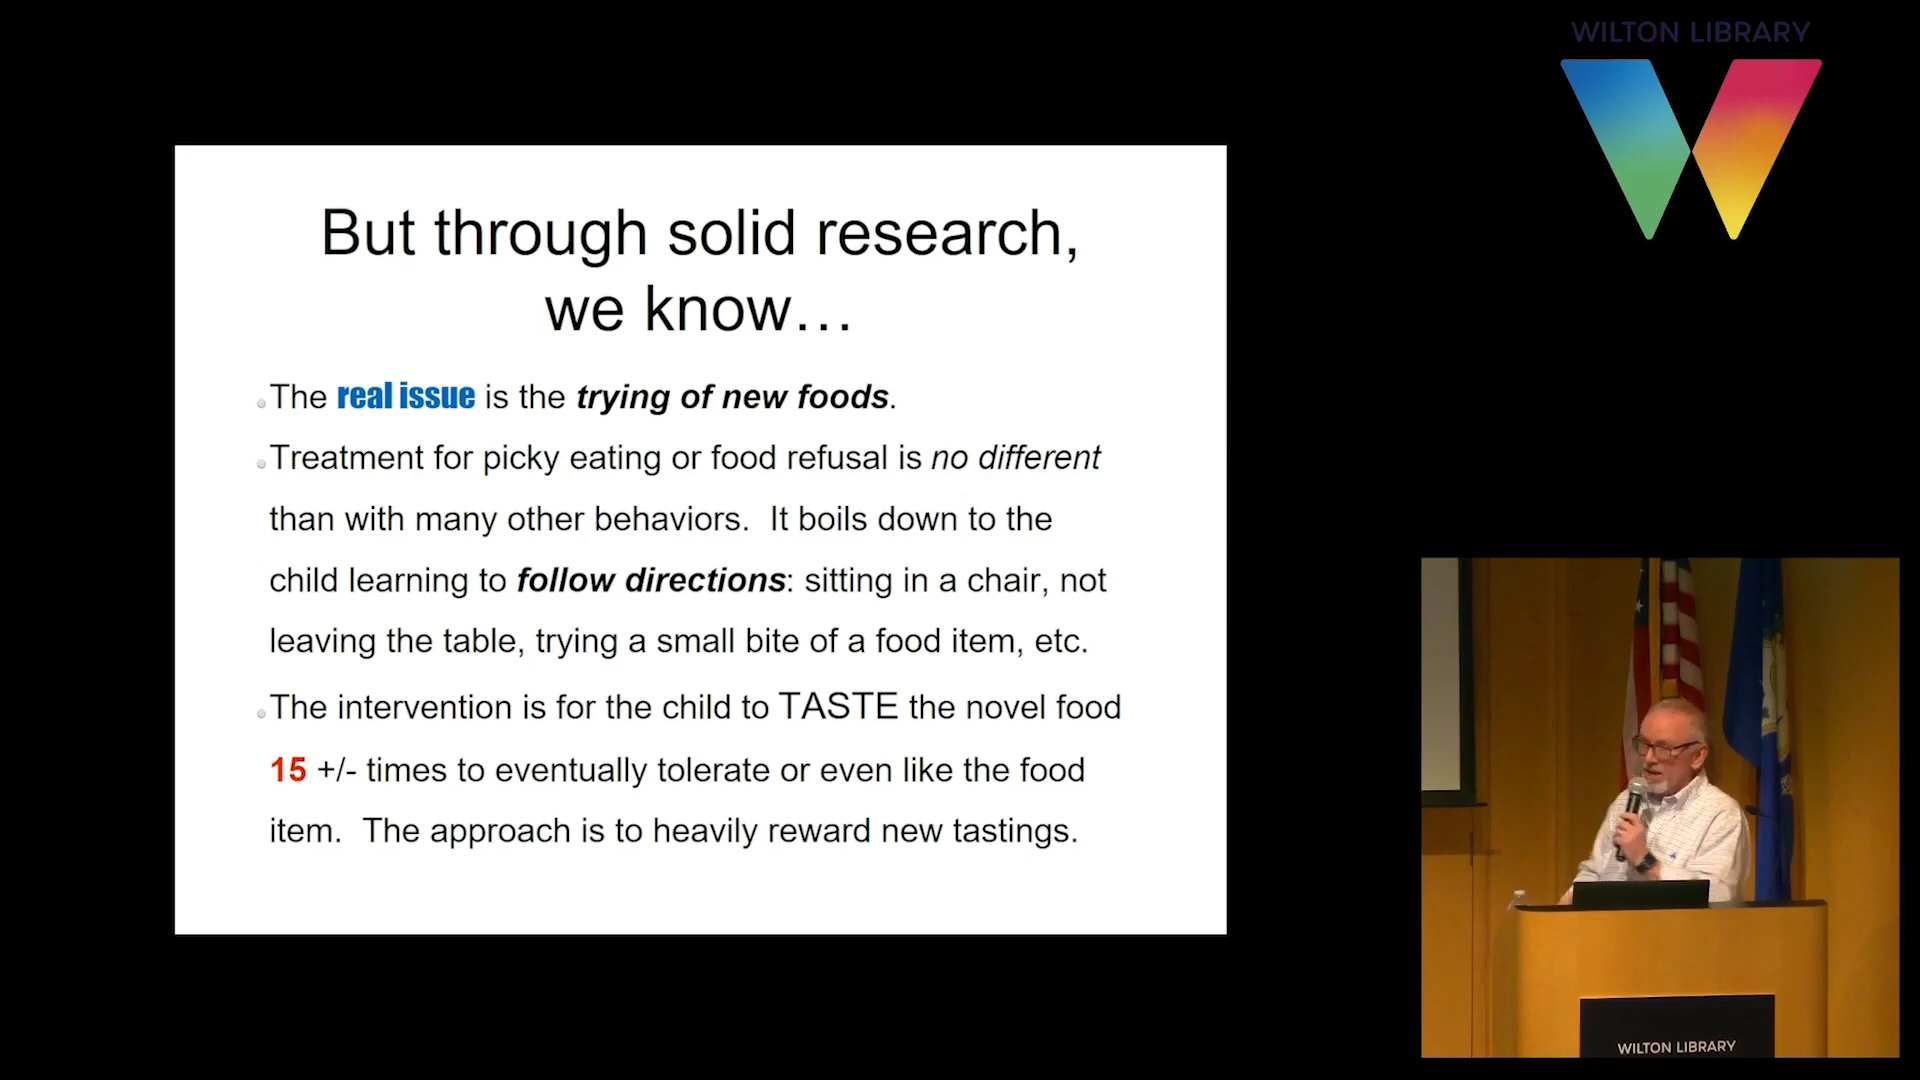 WILTON LIBRARY
But through solid research,
we know…
The real issue is the trying of new foods.
Treatment for picky eating or food refusal is no different
than with many other behaviors.  It boils down to the
child learning to follow directions: sitting in a chair, not
leaving the table, trying a small bite of a food item, etc.
The intervention is for the child to TASTE the novel food
15 +/- times to eventually tolerate or even like the food
item.  The approach is to heavily reward new tastings.
WILTON LIBRARY